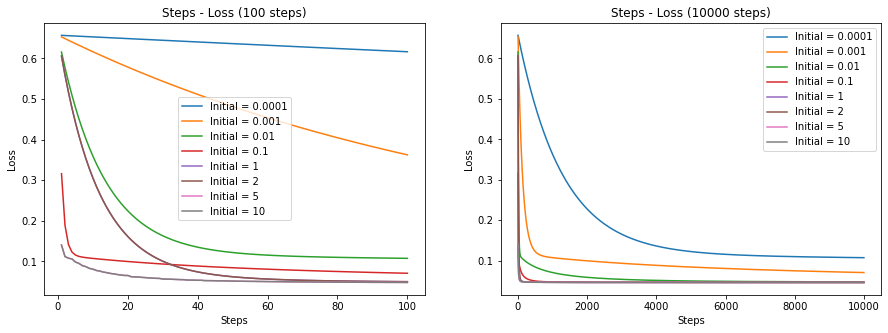 Steps - Loss (100 steps)
Loss
0.6
0.5
0.4
0.3
0.2
0.1
Initial = 0.0001
Initial = 0.001
Initial = 0.01
Initial = 0.1
Initial = 1
Initial = 2
Initial = 5
Initial = 10
0 20 40 60 80 100
Steps
Steps - Loss (10000 steps)
Loss
0.6
0.5
0.4
0.3
0.2
0.1
Initial = 0.0001
Initial = 0.001
Initial = 0.01
Initial = 0.1
Initial = 1
Initial = 2
Initial = 5
Initial = 10
0 2000 4000 6000 8000 10000
Steps